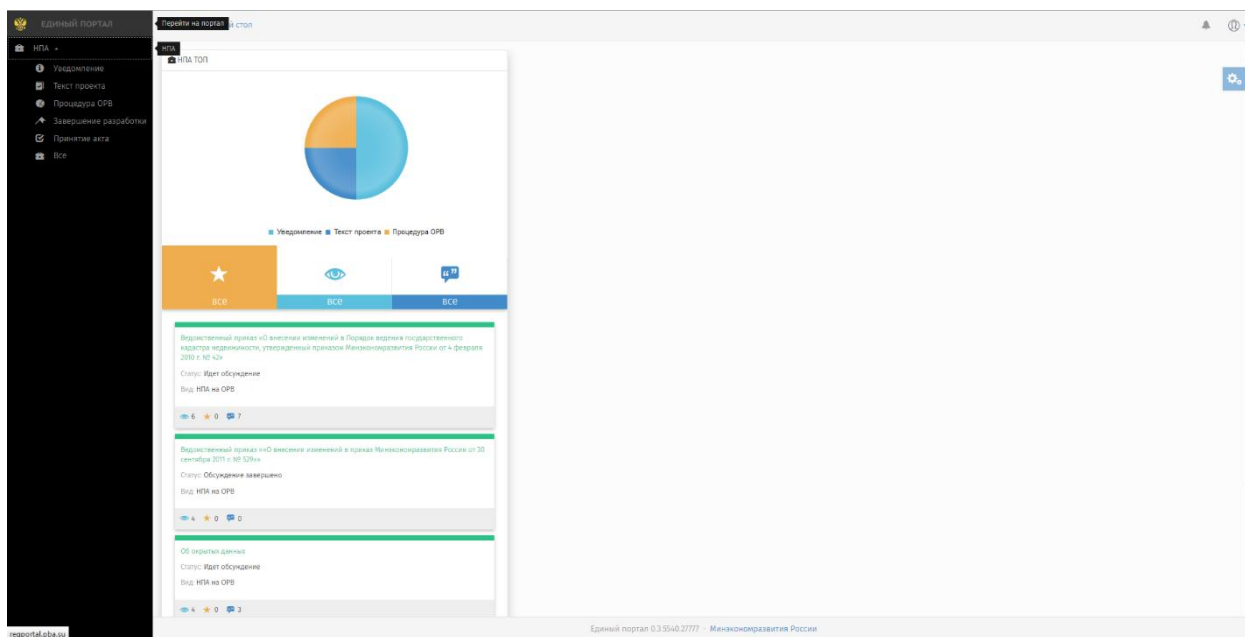 ЕДИНЫЙ ПОРТАЛ
Перейти на портал
й стол
НПА
НПА
Уведомление
Текст проекта
Процедура ОРВ
Завершение разработки
Принятие акта
Все
НПА ТОП
Уведомление Текст проекта Процедура ОРВ
все все все
Ведомственный приказ «О внесении изменений в Порядок ведения государственного
кадастра недвижимости, утвержденный приказом Минэкономразвития России от 4 февраля
2010 г. № 42»
Статус: Идет обсуждение
Вид: НПА на ОРВ
6 0 7
Ведомственный приказ ««О внесении изменений в приказ Минэкономразвития России от 30
сентября 2011 г. № 529»»
Статус: Обсуждение завершено
Вид: НПА на ОРВ
4 0 0
Об окрытых данных
Статус: Идет обсуждение
Вид: НПА на ОРВ
4 0 3
Единый портал 0.3.5540.27777 - Минэкономразвития России
regportal.pba.su